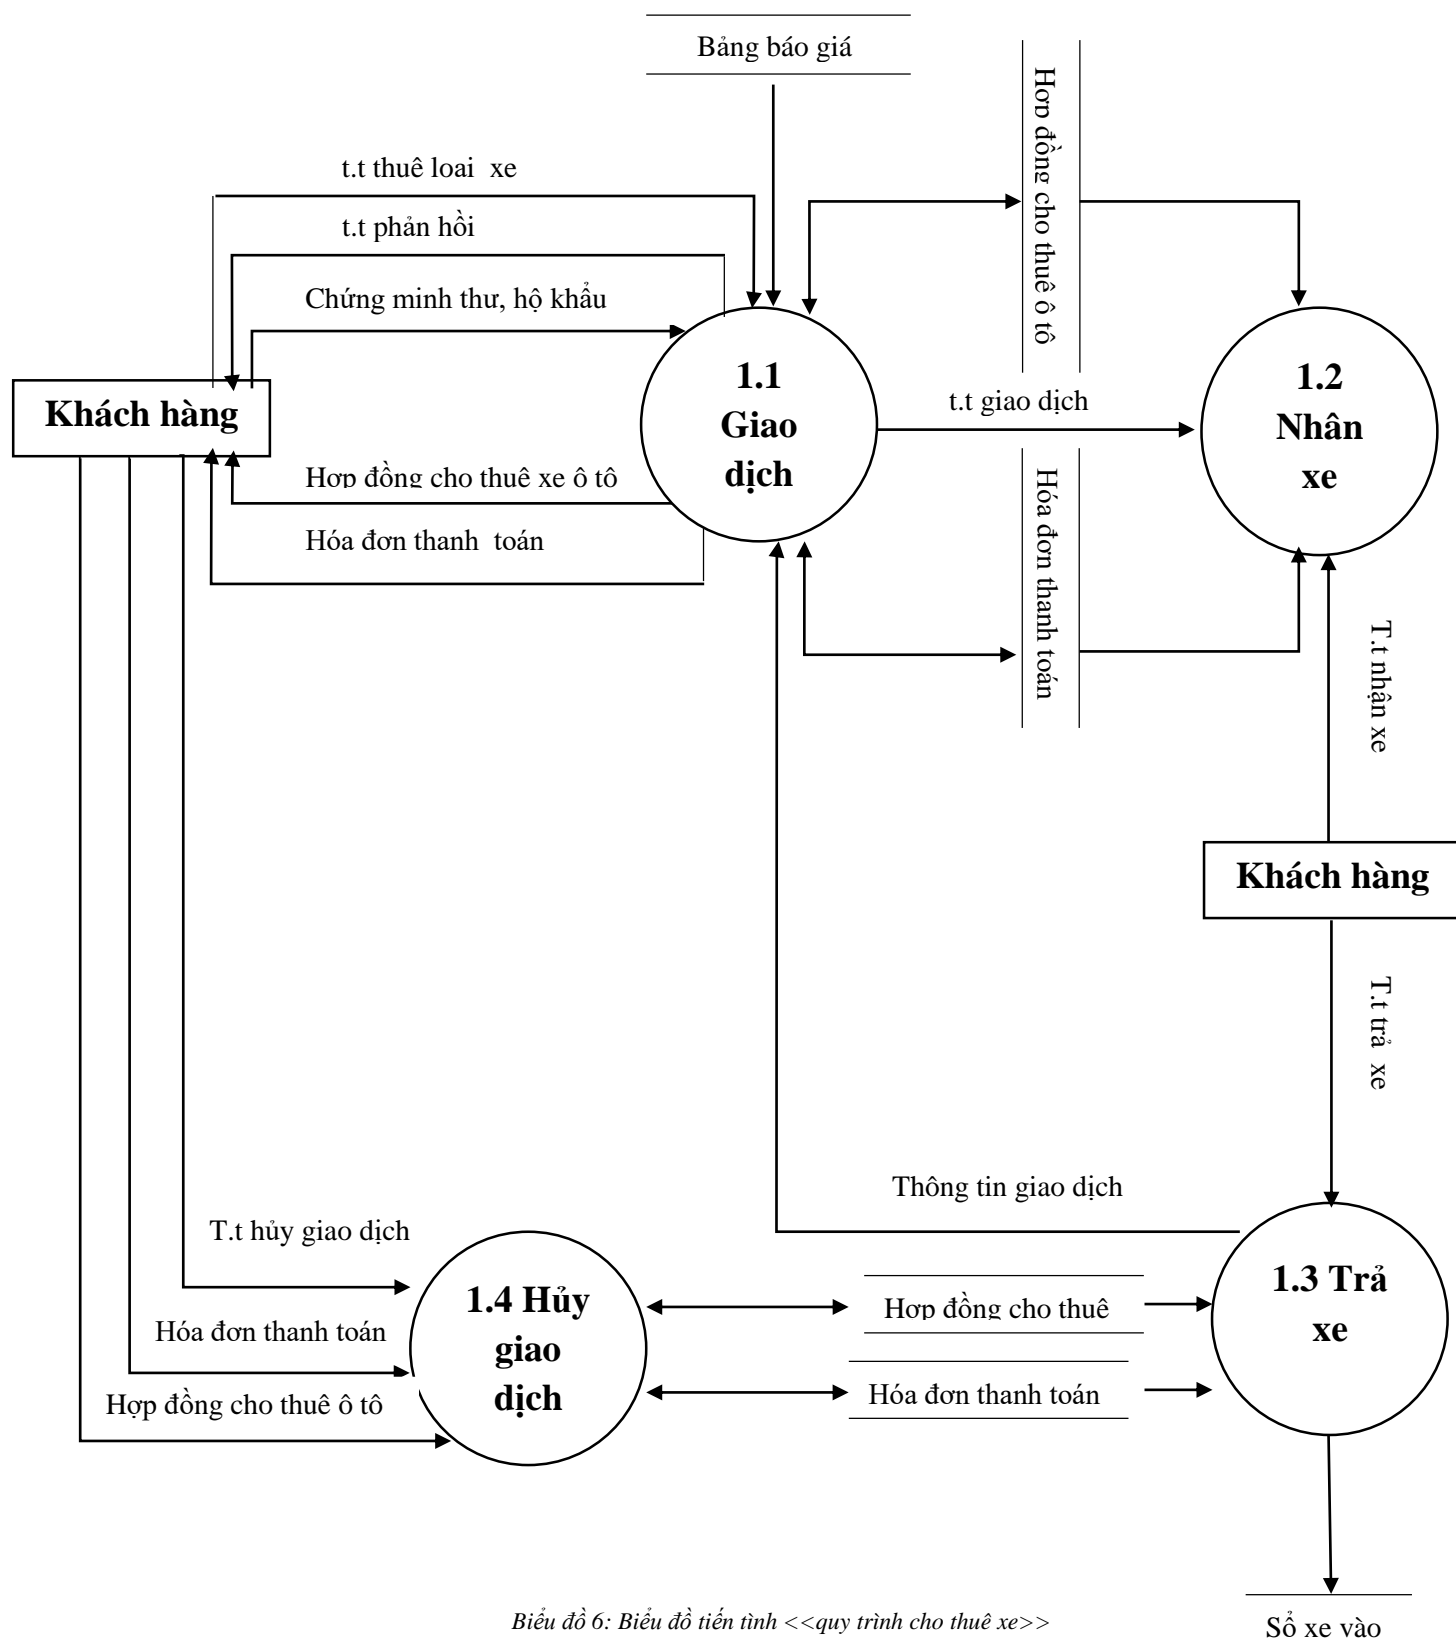 Bảng báo giá
Hợp đồng cho thuê ô tô
t.t thuê loai xe
t.t phản hồi
Chứng minh thư, hộ khẩu
1.1
Giao
dịch
1.2
Nhân
xe
t.t giao dịch
Khách hàng
Hợp đồng cho thuê xe ô tô
Hóa đơn thanh toán
Hóa đơn thanh toán
T.t nhận xe
Khách hàng
T.t trả xe
Thông tin giao dịch
T.t hủy giao dịch
1.4 Hủy
giao
dịch
Hợp đồng cho thuê
1.3 Trả
xe
Hóa đơn thanh toán
Hóa đơn thanh toán
Hợp đồng cho thuê ô tô
Biểu đồ 6: Biểu đồ tiến tình <<quy trình cho thuê xe>>
Sổ xe vào